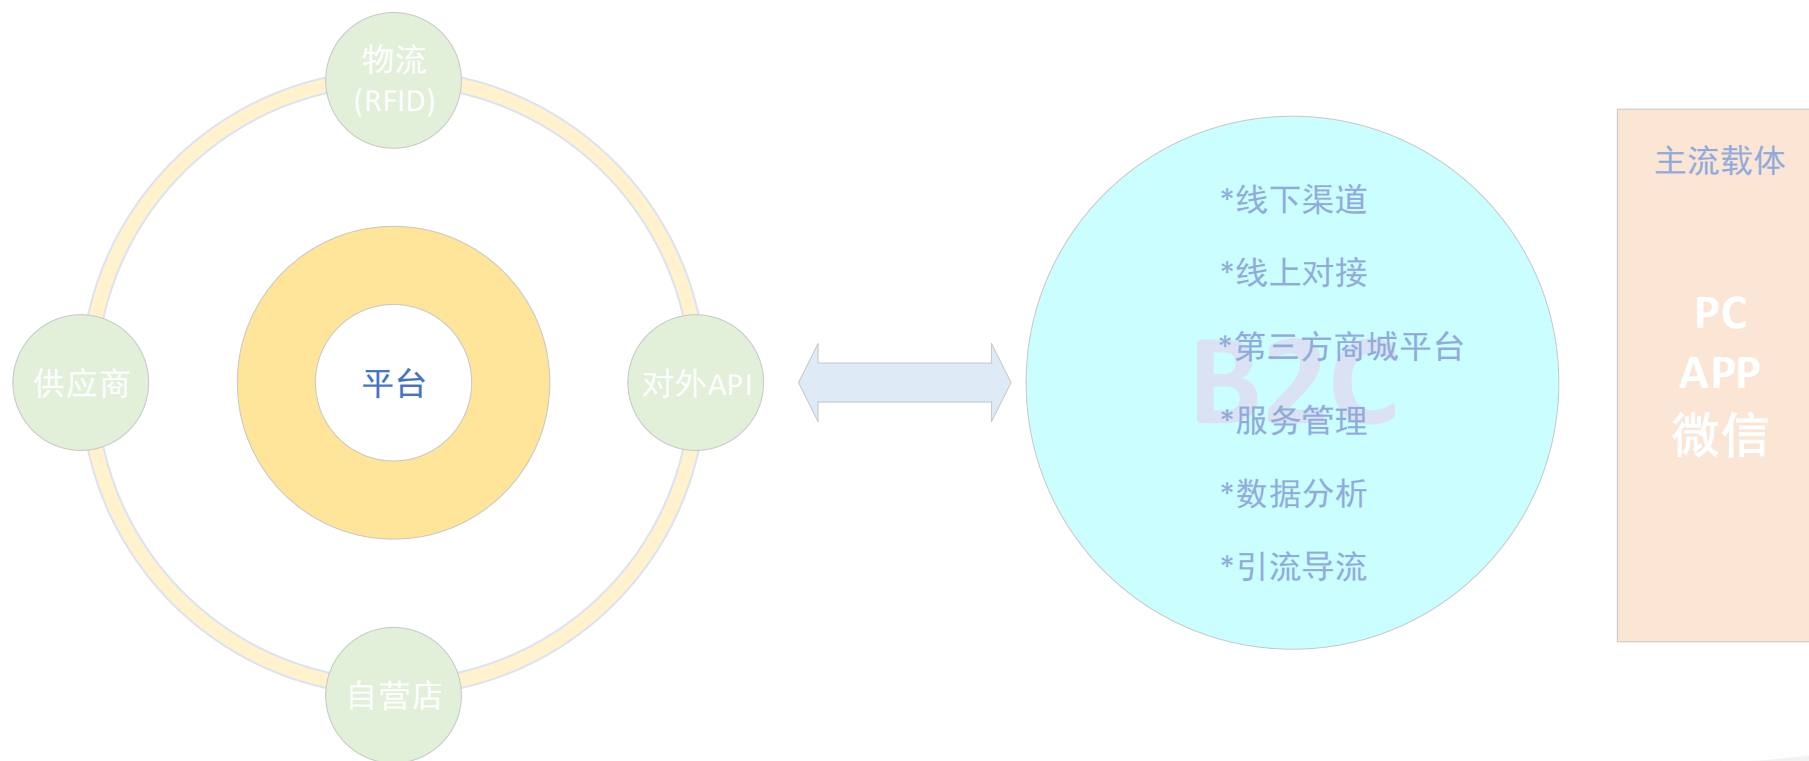 物流
(RFID)
供应商
平台
对外API
自营店
*线下渠道
*线上对接
*第三方商城平台
B2C
*服务管理
*数据分析
*引流导流
主流载体
PC
APP
微信